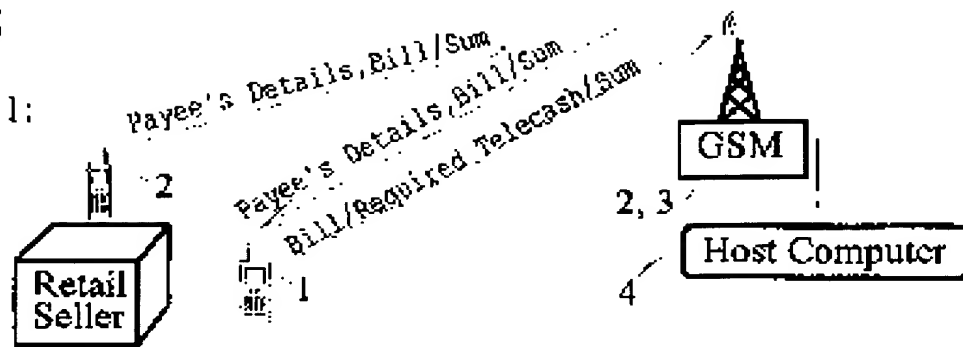 1:
Payee's Details,Bill/Sum
Payee's Details,Bill/Sum
Bill/Required Telecash/Sum
2
1
GSM
2, 3
Host Computer
4
Retail
Seller